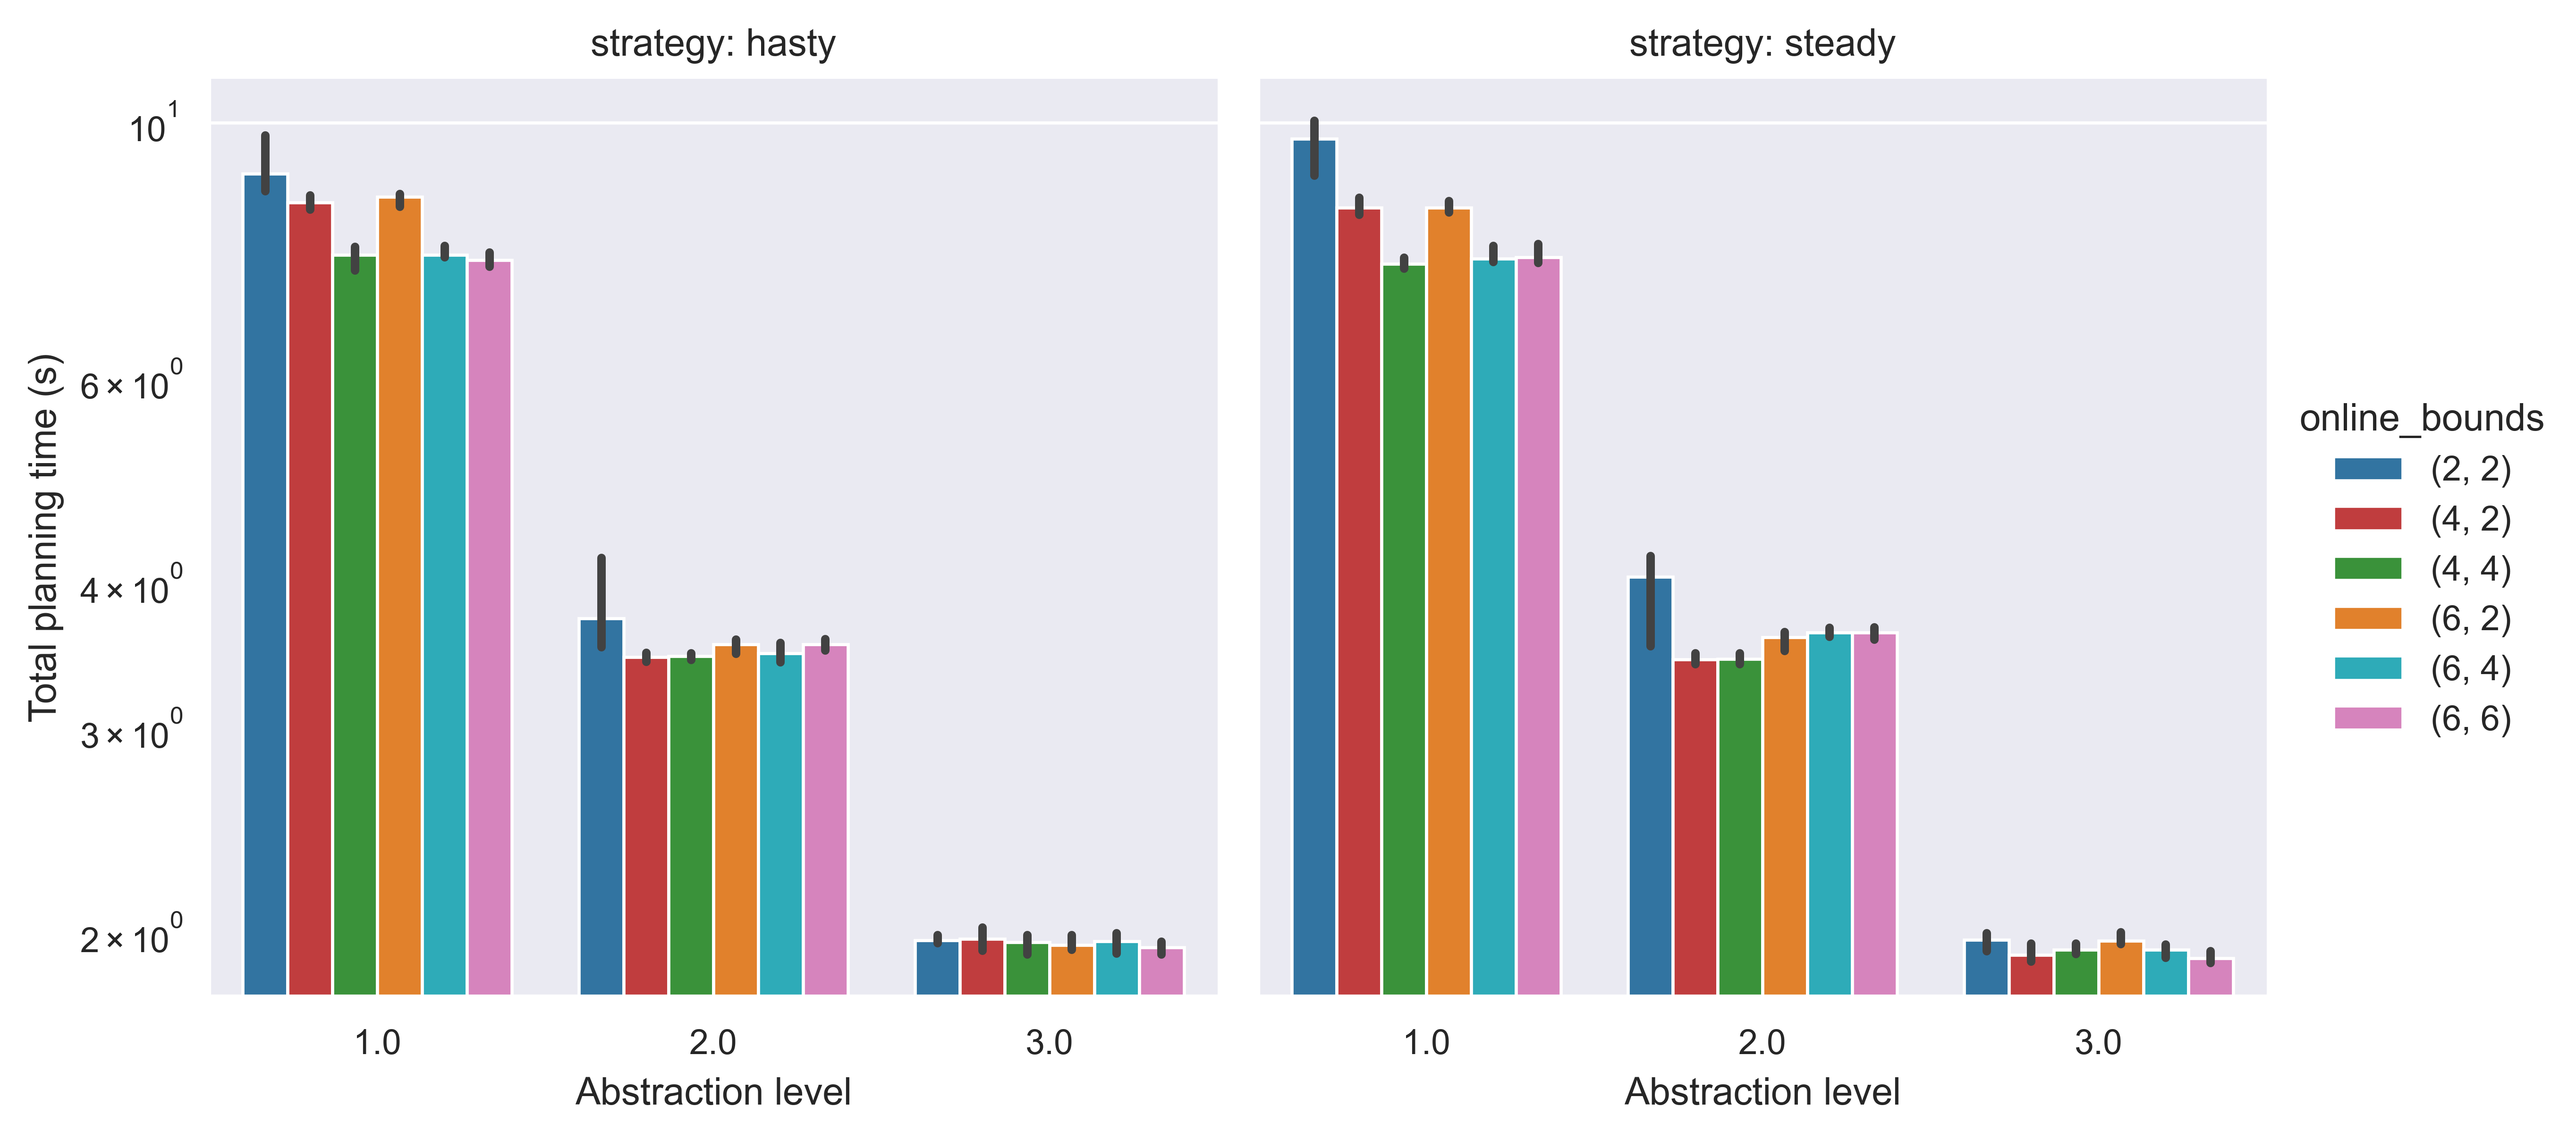 strategy: hasty
strategy: steady
Total planning time (s)
10¹
6 × 10⁰
4 × 10⁰
3 × 10⁰
2 × 10⁰
1.0 2.0 3.0
1.0 2.0 3.0
Abstraction level
Abstraction level
online_bounds
(2, 2)
(4, 2)
(4, 4)
(6, 2)
(6, 4)
(6, 6)